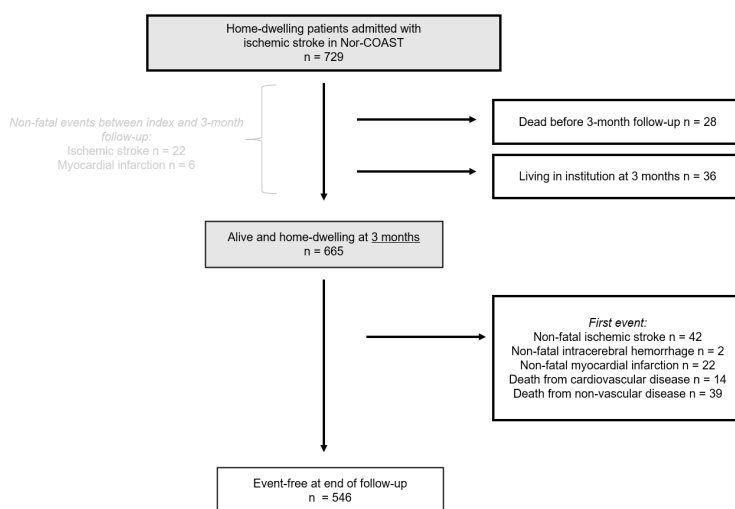 Home-dwelling patients admitted with
ischemic stroke in Nor-COAST
n = 729
Non-fatal events between index and 3-month
follow-up:
Ischemic stroke n = 22
Myocardial infarction n = 6
Dead before 3-month follow-up n = 28
Living in institution at 3 months n = 36
Alive and home-dwelling at 3 months
n = 665
First event:
Non-fatal ischemic stroke n = 42
Non-fatal intracerebral hemorrhage n = 2
Non-fatal myocardial infarction n = 22
Death from cardiovascular disease n = 14
Death from non-vascular disease n = 39
Event-free at end of follow-up
n = 546